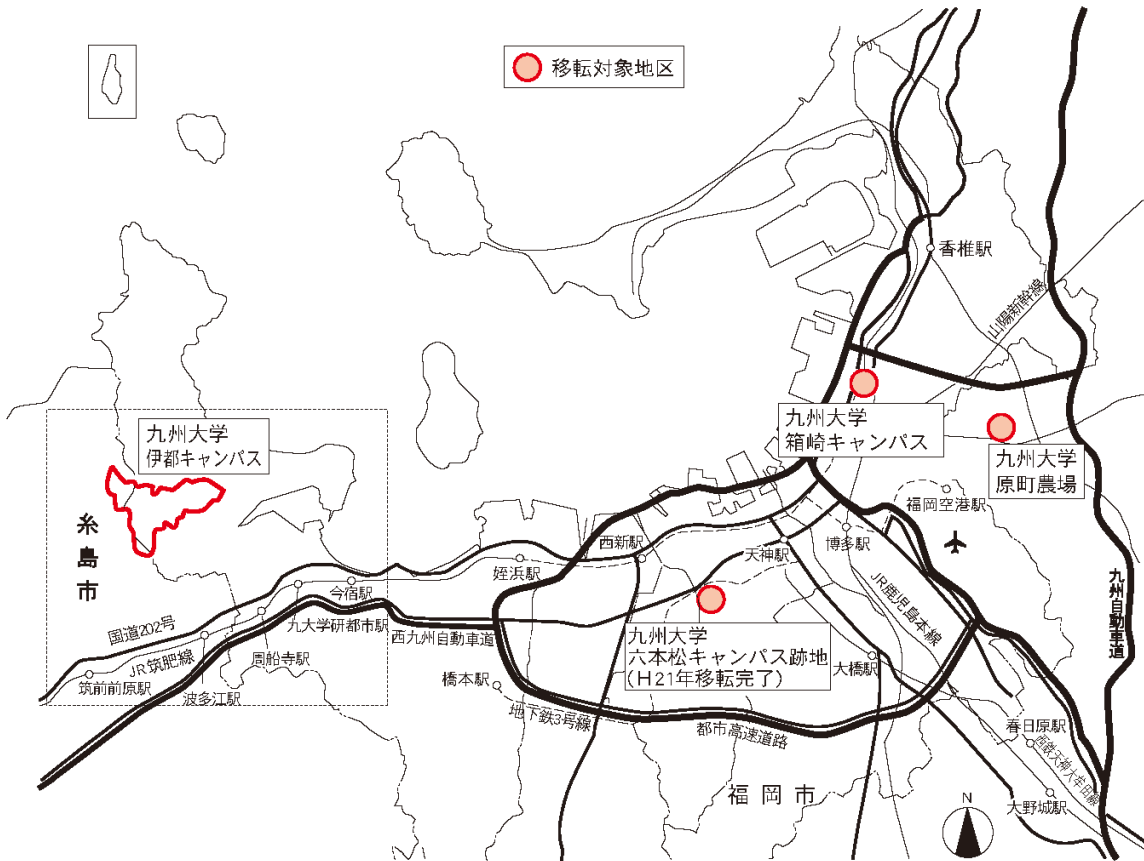 移転対象地区
香椎駅
山陽新幹線
九州大学
箱崎キャンパス
九州大学
原町農場
九州大学
伊都キャンパス
福岡空港駅
糸島市
西新駅
天神駅
博多駅
姪浜駅
今宿駅
JR鹿児島本線
九州自動車道
国道202号
九大学研都市駅
西九州自動車道
九州大学
六本松キャンパス跡地
(H21年移転完了)
JR筑肥線
周船寺駅
大橋駅
筑前前原駅
波多江駅
橋本駅
地下鉄3号線
都市高速道路
春日原駅
西鉄天神大牟田線
福岡市
大野城駅
N